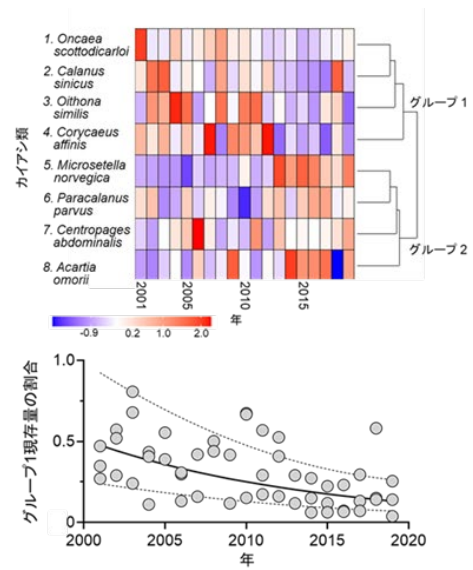 1. Oncaea
scottodicarloi
2. Calanus
sinicus
3. Oithona
similis
4. Corycaeus
affinis
5. Microsetella
norvegica
6. Paracalanus
parvus
7. Centropages
abdominalis
8. Acartia
omorii
カイアシ類
グループ 1
グループ 2
2001
2005
2010
2015
年
-0.9
0.2
1.0
2.0
グループ1現存量の割合
1.0
0.5
0
2000
2005
2010
2015
2020
年